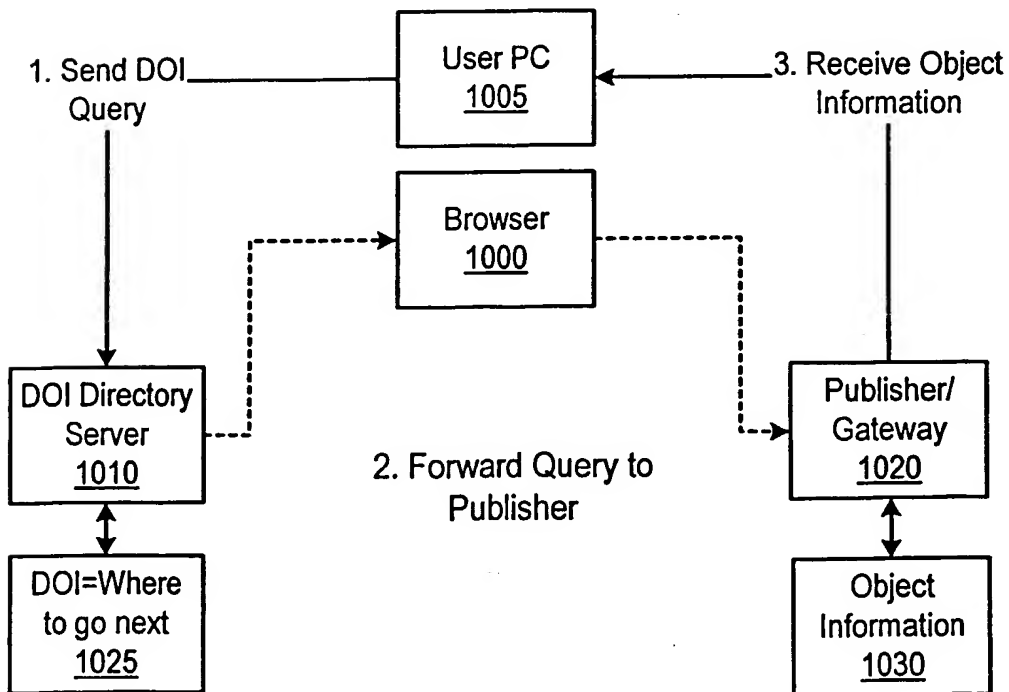 1. Send DOI
Query
User PC
1005
3. Receive Object
Information
Browser
1000
DOI Directory
Server
1010
2. Forward Query to
Publisher
Publisher/
Gateway
1020
DOI=Where
to go next
1025
Object
Information
1030